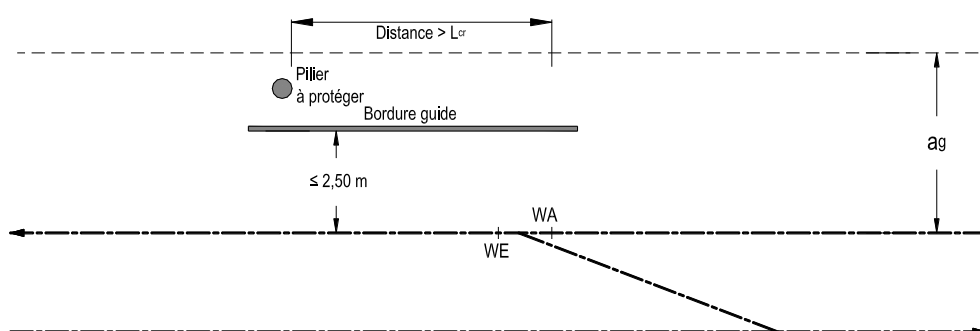 Distance > Lcr
Pilier
à protéger
Bordure guide
ag
≤ 2,50 m
WA
WE